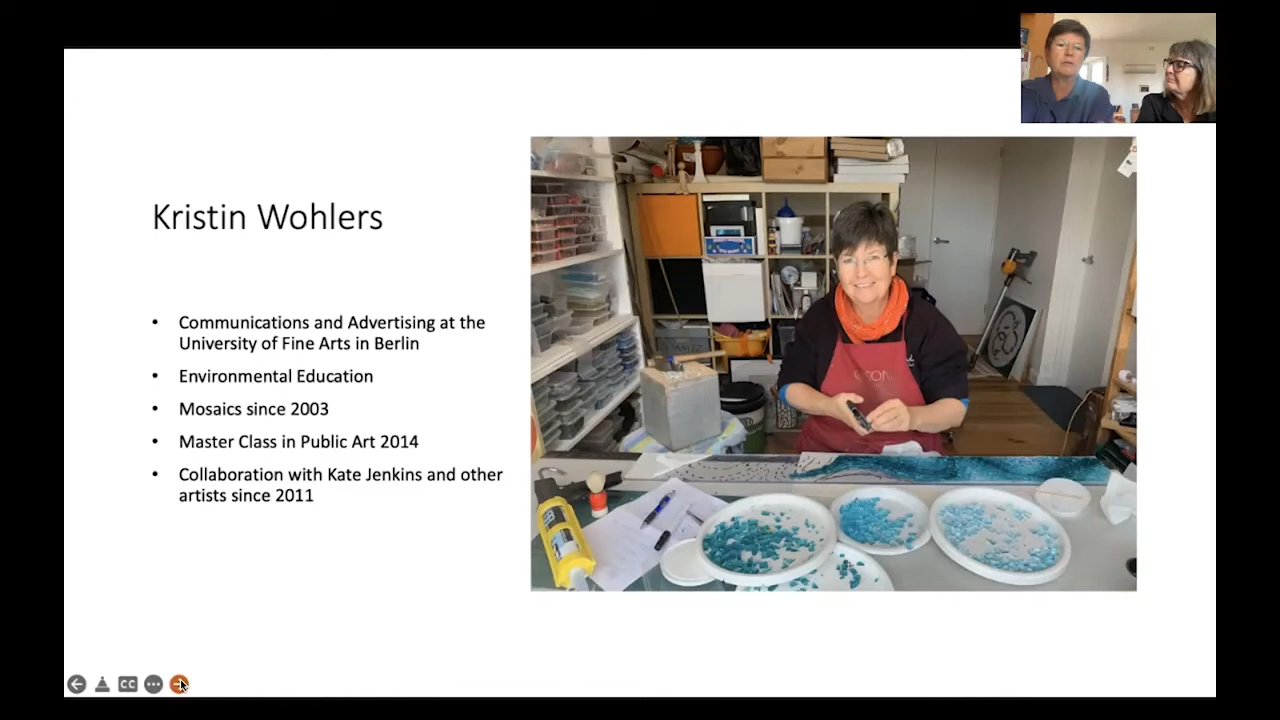 Kristin Wohlers
• Communications and Advertising at the
University of Fine Arts in Berlin
• Environmental Education
• Mosaics since 2003
• Master Class in Public Art 2014
• Collaboration with Kate Jenkins and other
artists since 2011
CC